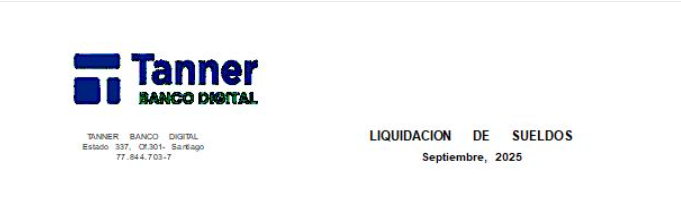 Tanner
BANCO DIGITAL
TANNER BANCO DIGITAL
Estado 337, Of.301- Santiago
77.844.703-7
LIQUIDACION DE SUELDOS
Septiembre, 2025